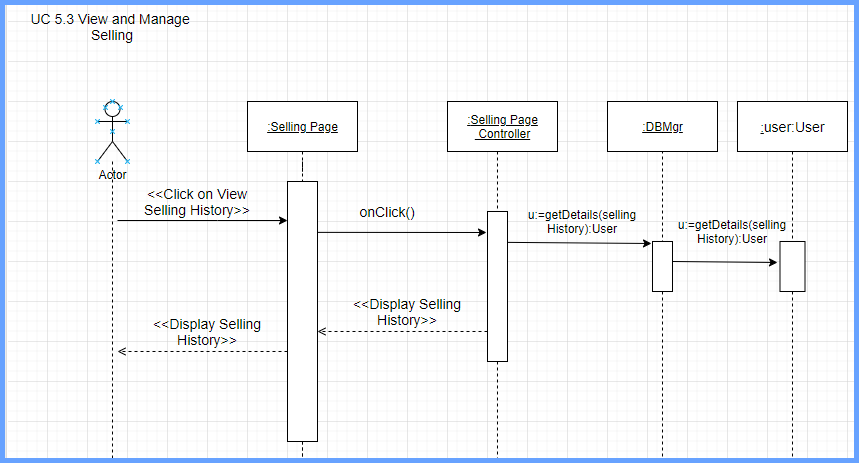 UC 5.3 View and Manage
Selling
:Selling Page
:Selling Page
Controller
:DBMgr
:user:User
Actor
<<Click on View
Selling History>>
onClick()
u:=getDetails(selling
History):User
u:=getDetails(selling
History):User
<<Display Selling
History>>
<<Display Selling
History>>